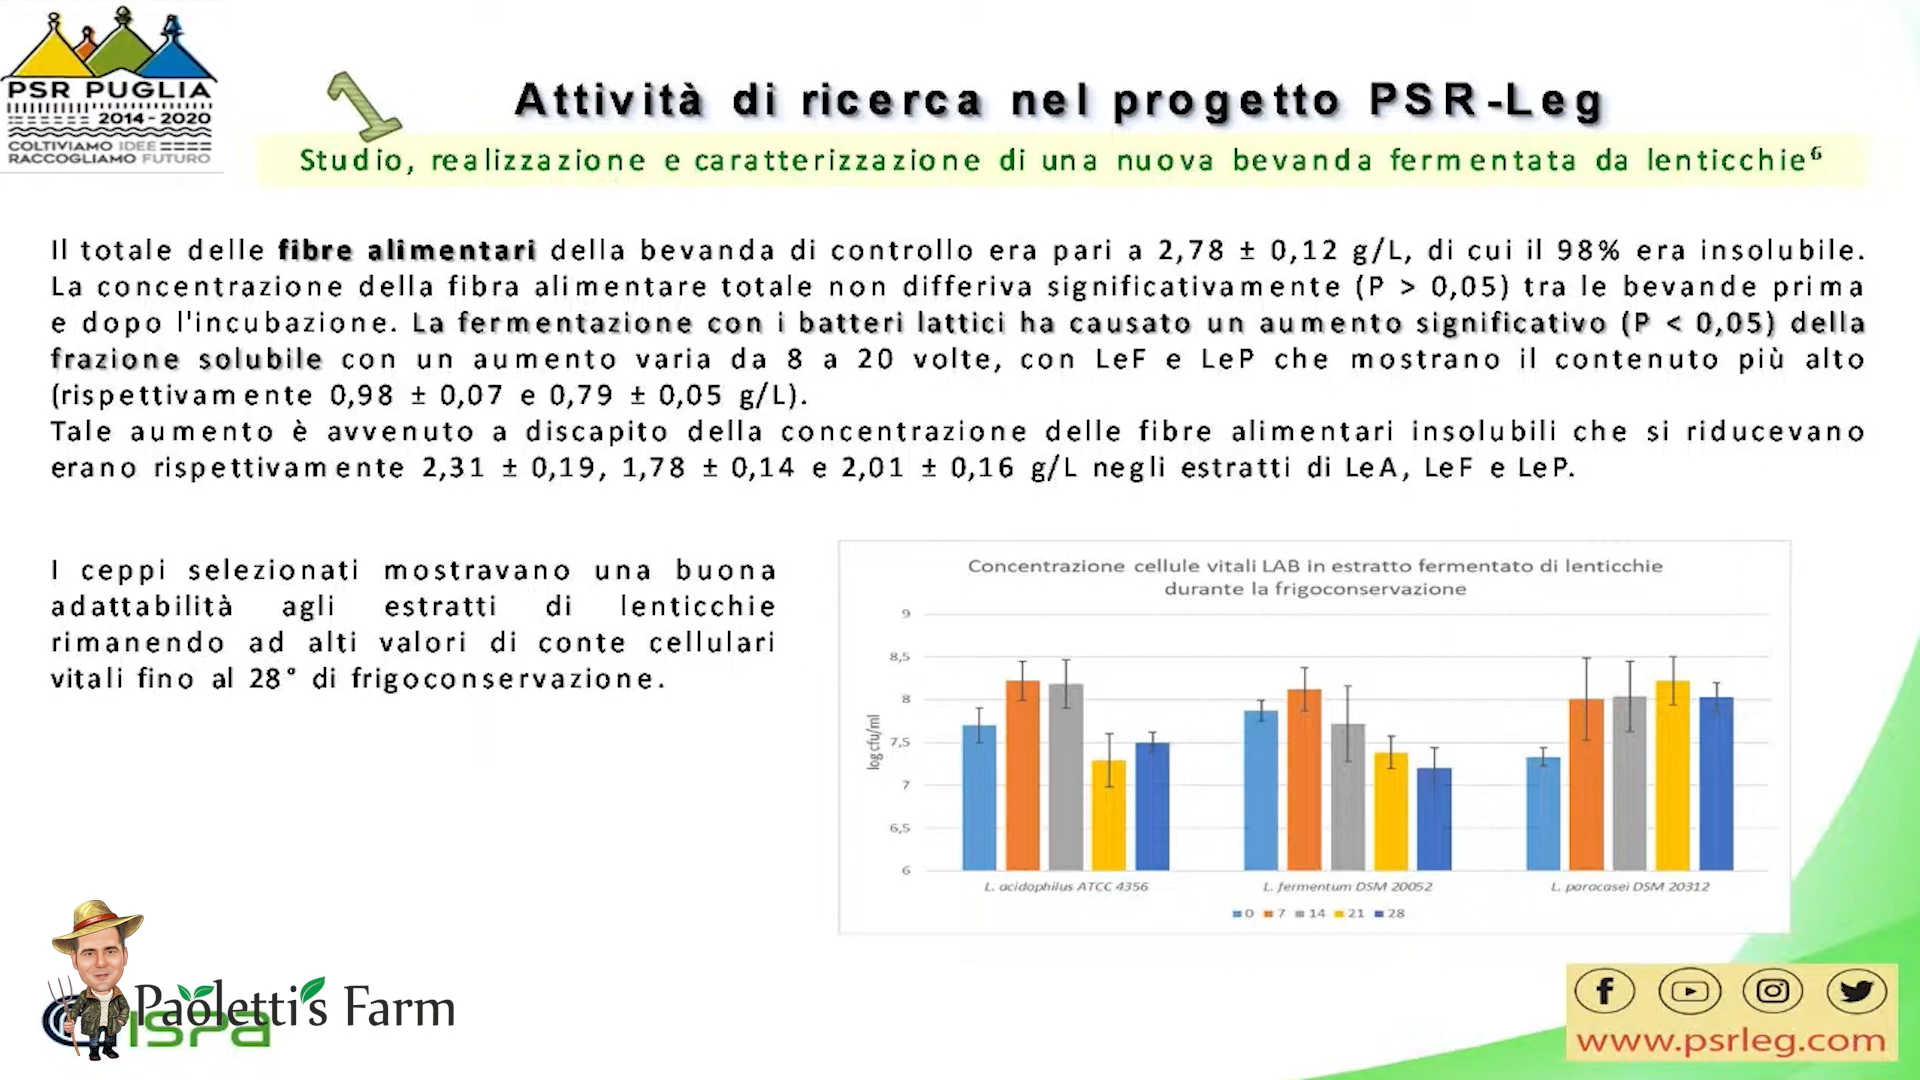 PSR PUGLIA
2014 - 2020
COLTIVIAMO IDEE
RACCOGLIAMO FUTURO
1
Attività di ricerca nel progetto PSR-Leg
Studio, realizzazione e caratterizzazione di una nuova bevanda fermentata da lenticchie⁶
Il totale delle fibre alimentari della bevanda di controllo era pari a 2,78 ± 0,12 g/L, di cui il 98% era insolubile.
La concentrazione della fibra alimentare totale non differiva significativamente (P > 0,05) tra le bevande prima
e dopo l'incubazione. La fermentazione con i batteri lattici ha causato un aumento significativo (P < 0,05) della
frazione solubile con un aumento varia da 8 a 20 volte, con LeF e LeP che mostrano il contenuto più alto
(rispettivamente 0,98 ± 0,07 e 0,79 ± 0,05 g/L).
Tale aumento è avvenuto a discapito della concentrazione delle fibre alimentari insolubili che si riducevano
erano rispettivamente 2,31 ± 0,19, 1,78 ± 0,14 e 2,01 ± 0,16 g/L negli estratti di LeA, LeF e LeP.
I ceppi selezionati mostravano una buona
adattabilità agli estratti di lenticchie
rimanendo ad alti valori di conte cellulari
vitali fino al 28° di frigoconservazione.
Concentrazione cellule vitali LAB in estratto fermentato di lenticchie
durante la frigoconservazione
9
8,5
8
7,5
7
6,5
6
log cfu/ml
L. acidophilus ATCC 4356 L. fermentum DSM 20052 L. paracasei DSM 20312
0 7 14 21 28
Paoletti's Farm
ispa
www.psrleg.com